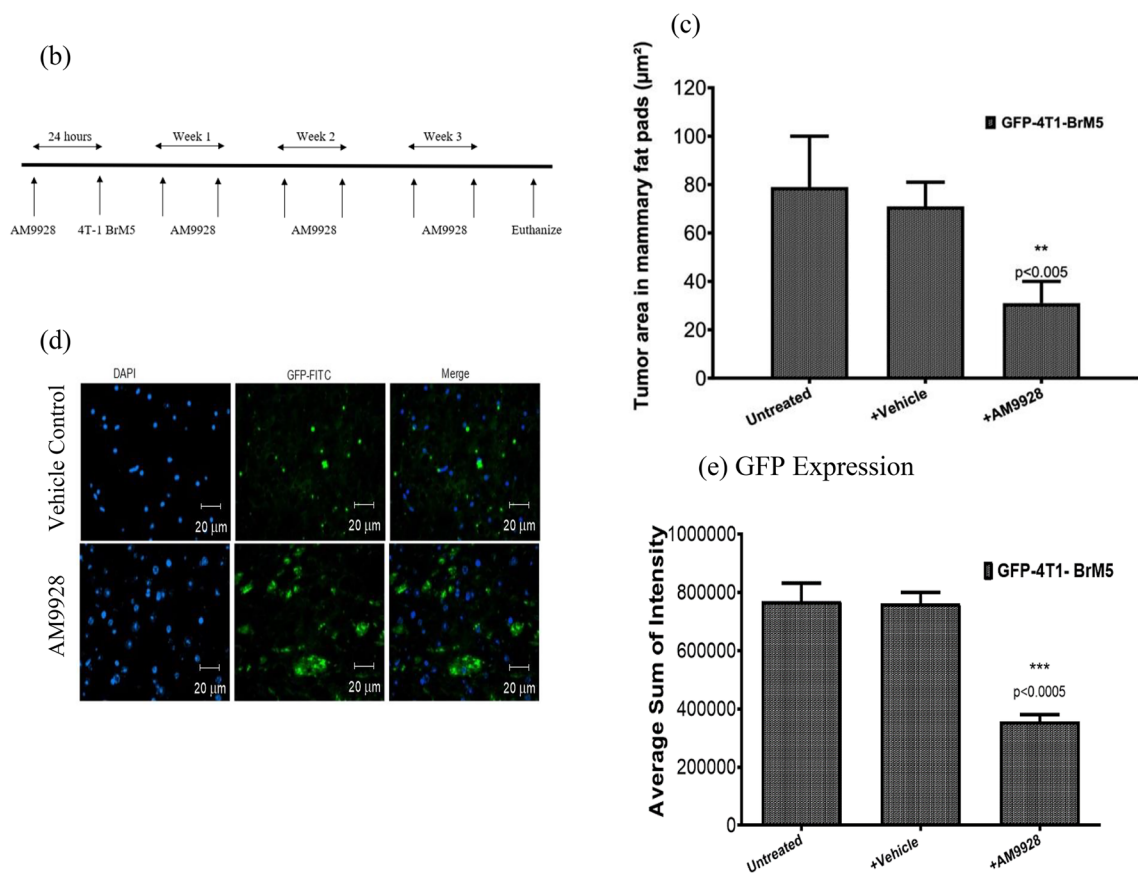 (b)
24 hours Week 1 Week 2 Week 3
AM9928 4T-1 BrM5 AM9928 AM9928 AM9928 Euthanize
(c)
Tumor area in mammary fat pads (µm²)
120
100
80
60
40
20
0
GFP-4T1-BrM5
**
p<0.005
Untreated +Vehicle +AM9928
(d)
DAPI GFP-FITC Merge
Vehicle Control
20 µm 20 µm 20 µm
AM9928
20 µm 20 µm 20 µm
(e) GFP Expression
Average Sum of Intensity
1000000
800000
600000
400000
200000
0
GFP-4T1- BrM5
***
p<0.0005
Untreated +Vehicle +AM9928